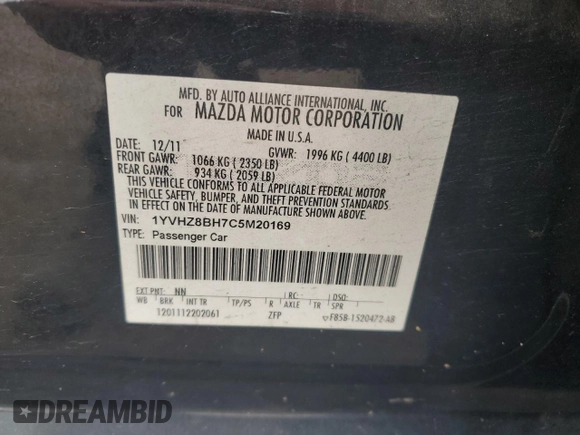 MFD. BY AUTO ALLIANCE INTERNATIONAL, INC.
FOR MAZDA MOTOR CORPORATION
MADE IN U.S.A.
DATE: 12/11 GVWR: 1996 KG ( 4400 LB)
FRONT GAWR: 1066 KG ( 2350 LB)
REAR GAWR: 934 KG ( 2059 LB)
THIS VEHICLE CONFORMS TO ALL APPLICABLE FEDERAL MOTOR
VEHICLE SAFETY, BUMPER, AND THEFT PREVENTION STANDARDS
IN EFFECT ON THE DATE OF MANUFACTURE SHOWN ABOVE.
VIN: 1YVHZ8BH7C5M20169
TYPE: Passenger Car
EXT PNT: NN RC: DSO:
WB BRK INT TR TP/PS R AXLE TR SPR
1201112202061 ZFP F85B-1520472-AB
DREAMBID